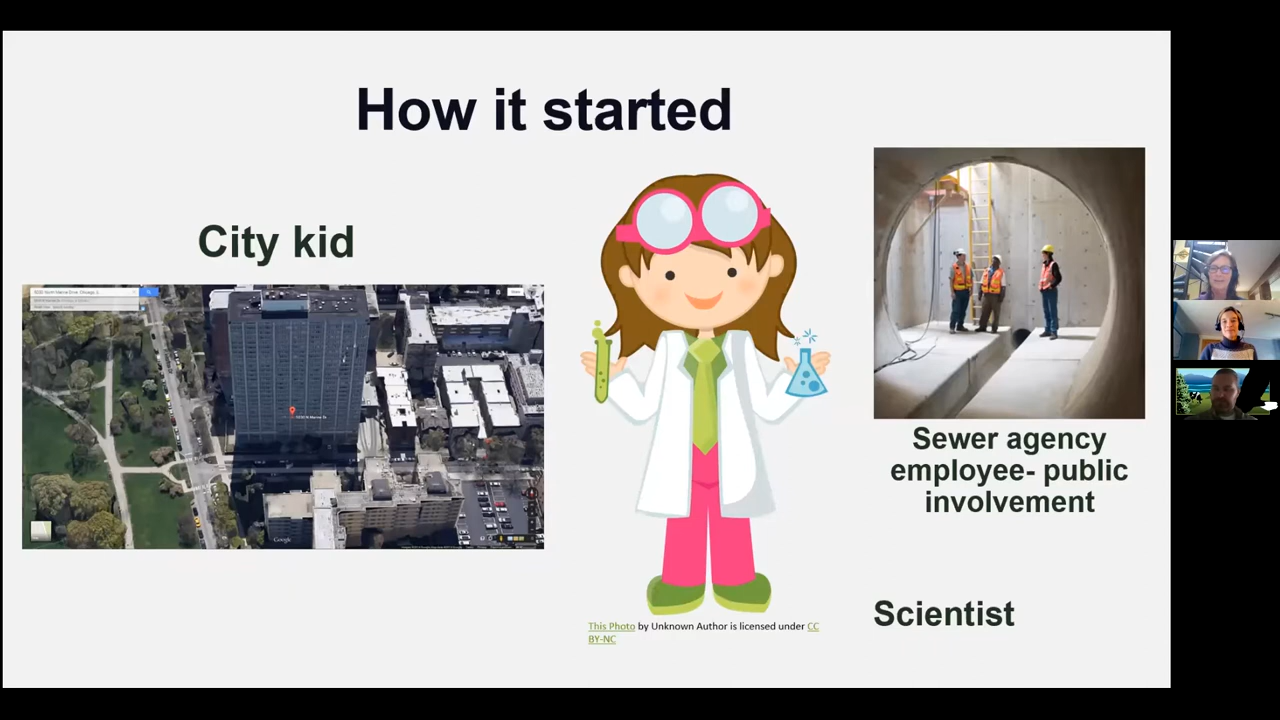 How it started
City kid
Google
Sewer agency
employee- public
involvement
Scientist
This Photo by Unknown Author is licensed under CC
BY-NC